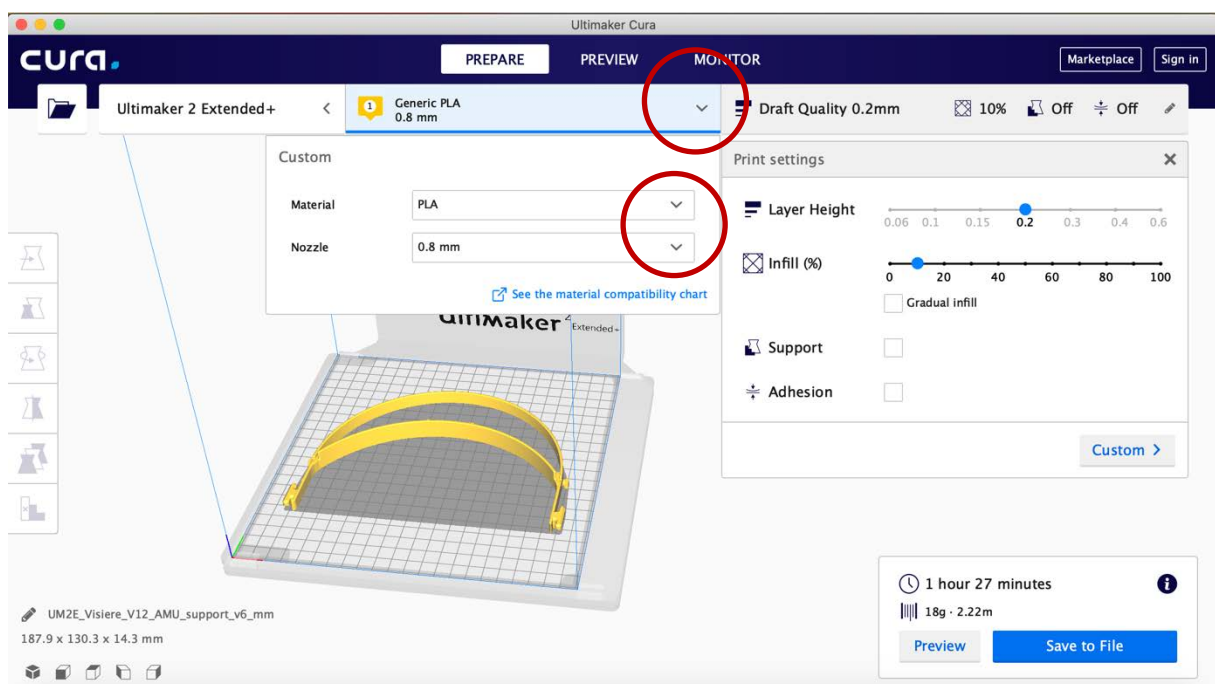 Ultimaker Cura
cura.
PREPARE PREVIEW MONITOR Marketplace Sign in
Ultimaker 2 Extended+
1
Generic PLA
0.8 mm
Draft Quality 0.2mm 10% Off Off
Custom
Material PLA
Nozzle 0.8 mm
See the material compatibility chart
Print settings
Layer Height
0.06 0.1 0.15 0.2 0.3 0.4 0.6
Infill (%)
0 20 40 60 80 100
Gradual infill
Support
Adhesion
Custom
Ultimaker 2 Extended+
UM2E_Visiere_V12_AMU_support_v6_mm
187.9 x 130.3 x 14.3 mm
1 hour 27 minutes
18g · 2.22m
Preview Save to File